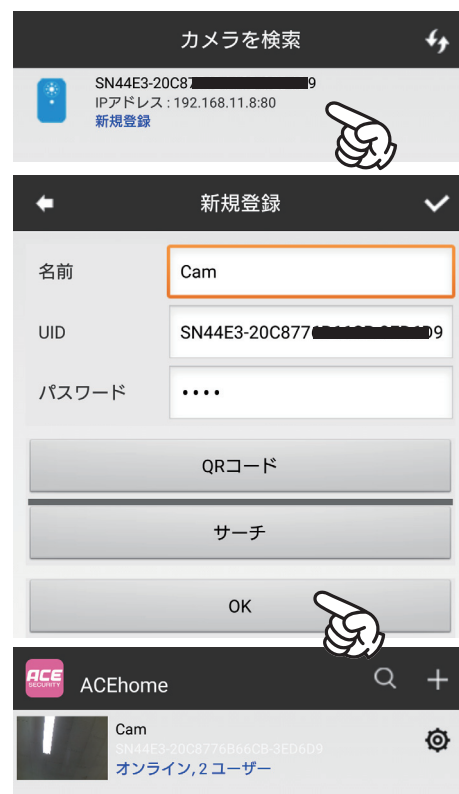 カメラを検索
SN44E3-20C87 9
IPアドレス : 192.168.11.8:80
新規登録
新規登録
名前 Cam
UID SN44E3-20C877 9
パスワード ••••
QRコード
サーチ
OK
ACE SECURITY ACEhome
Cam
SN44E3-20C8776B66CB-3ED6D9
オンライン, 2 ユーザー